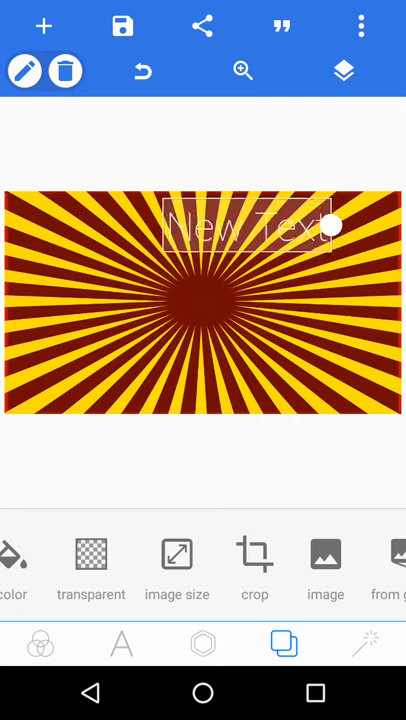 New Text
color
transparent
image size
crop
image
from g